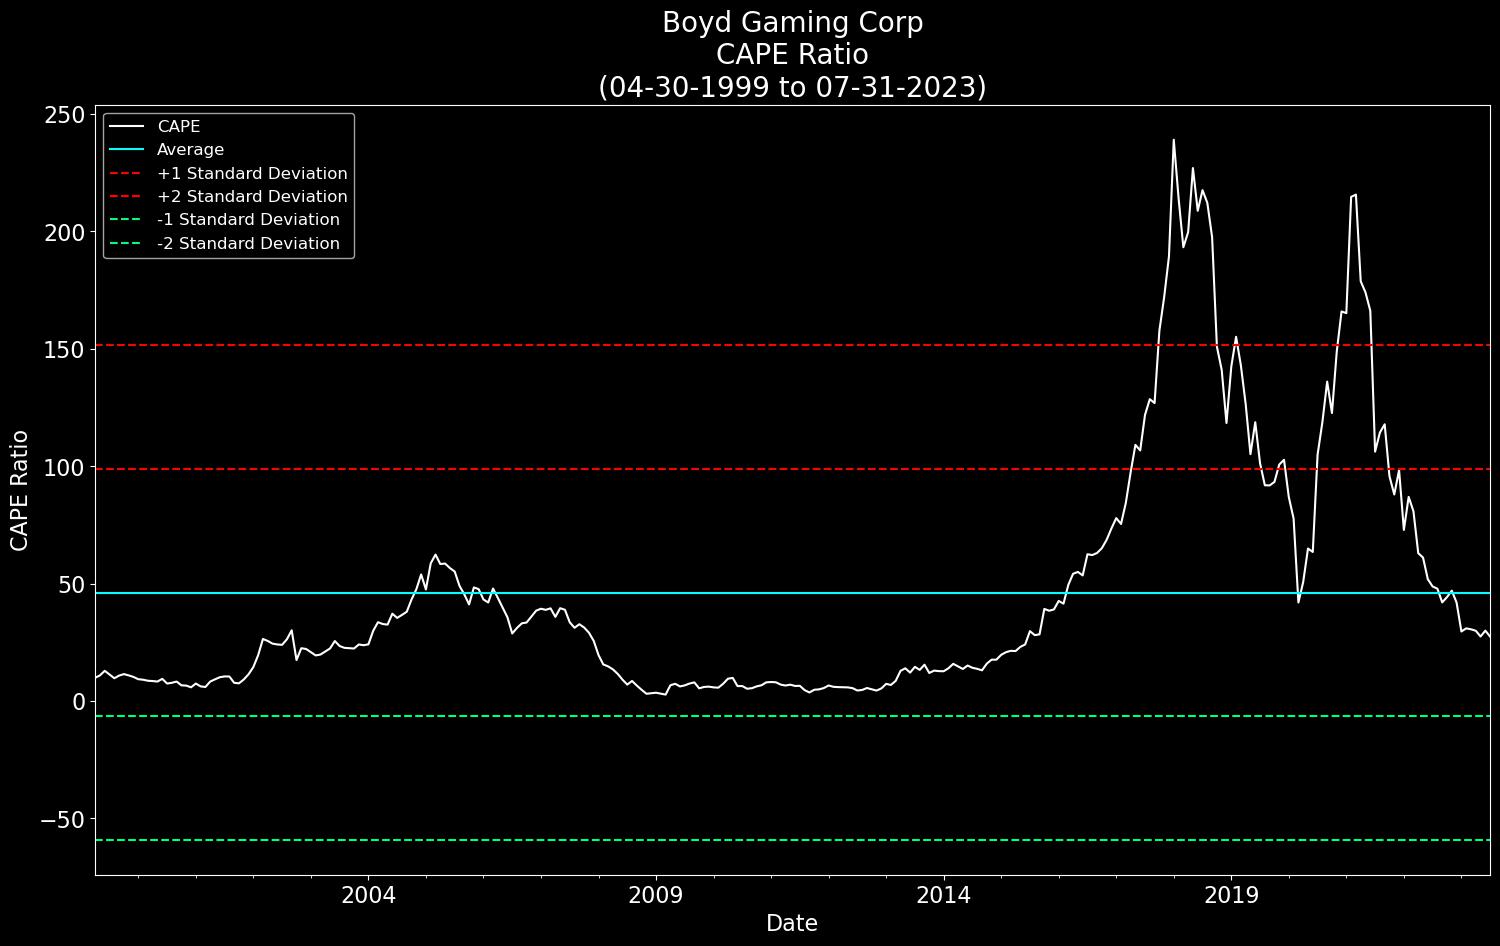 Boyd Gaming Corp
CAPE Ratio
(04-30-1999 to 07-31-2023)
CAPE
Average
+1 Standard Deviation
+2 Standard Deviation
-1 Standard Deviation
-2 Standard Deviation
250
200
150
100
50
0
−50
CAPE Ratio
2004 2009 2014 2019
Date